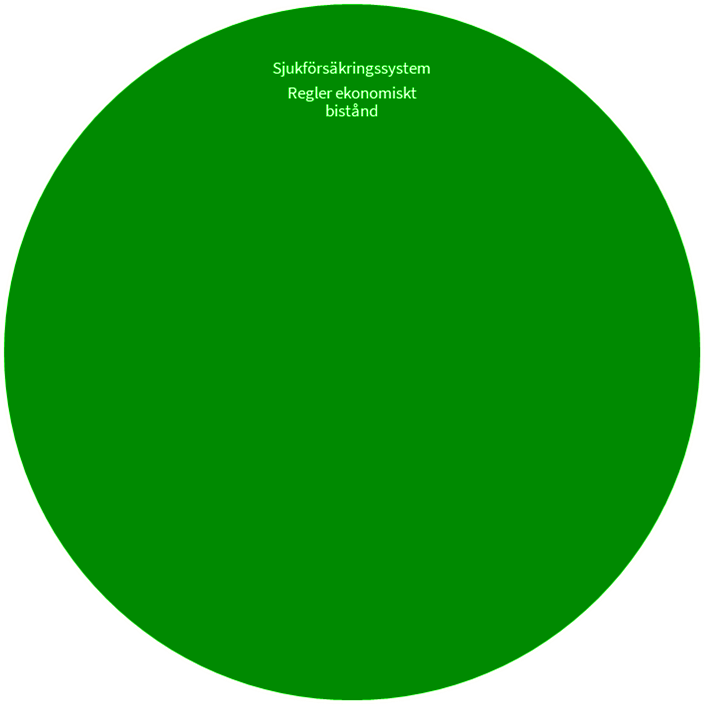 Sjukförsäkringssystem
Regler ekonomiskt
bistånd